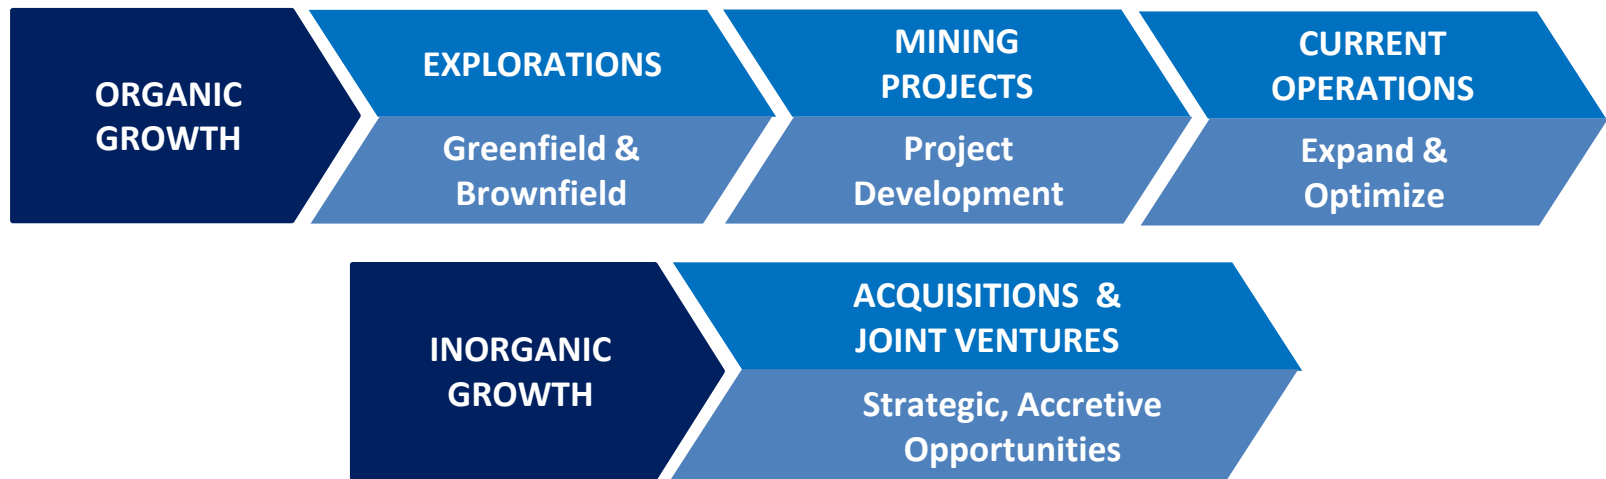 ORGANIC
GROWTH
EXPLORATIONS
Greenfield &
Brownfield
MINING
PROJECTS
Project
Development
CURRENT
OPERATIONS
Expand &
Optimize
INORGANIC
GROWTH
ACQUISITIONS &
JOINT VENTURES
Strategic, Accretive
Opportunities